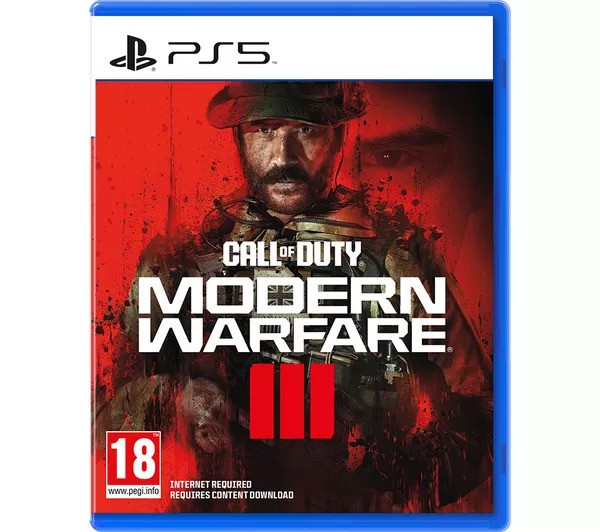 PS5
CALL OF DUTY
MODERN
WARFARE
III
18
www.pegi.info
INTERNET REQUIRED
REQUIRES CONTENT DOWNLOAD